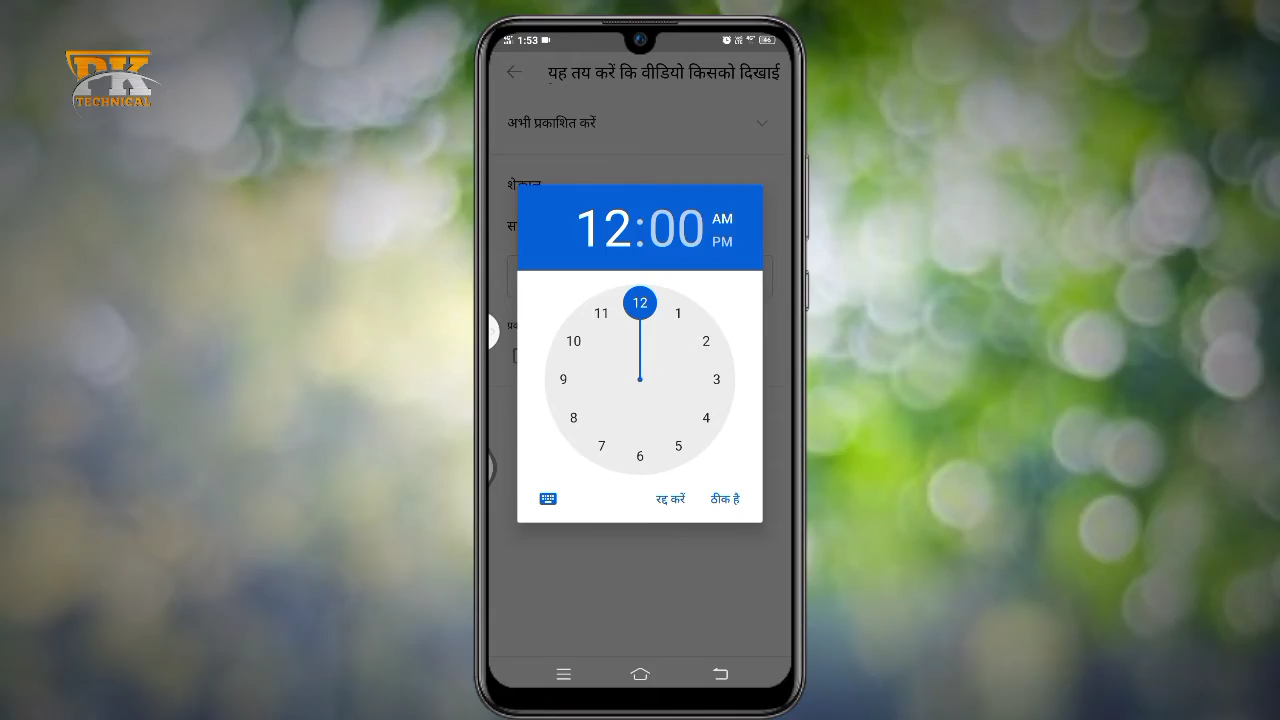 PK
TECHNICAL
1:53
यह तय करें कि वीडियो किसको दिखाई
अभी प्रकाशित करें
12:00
AM
PM
12
11
1
10
2
9
3
8
4
7
5
6
रद्द करें
ठीक है